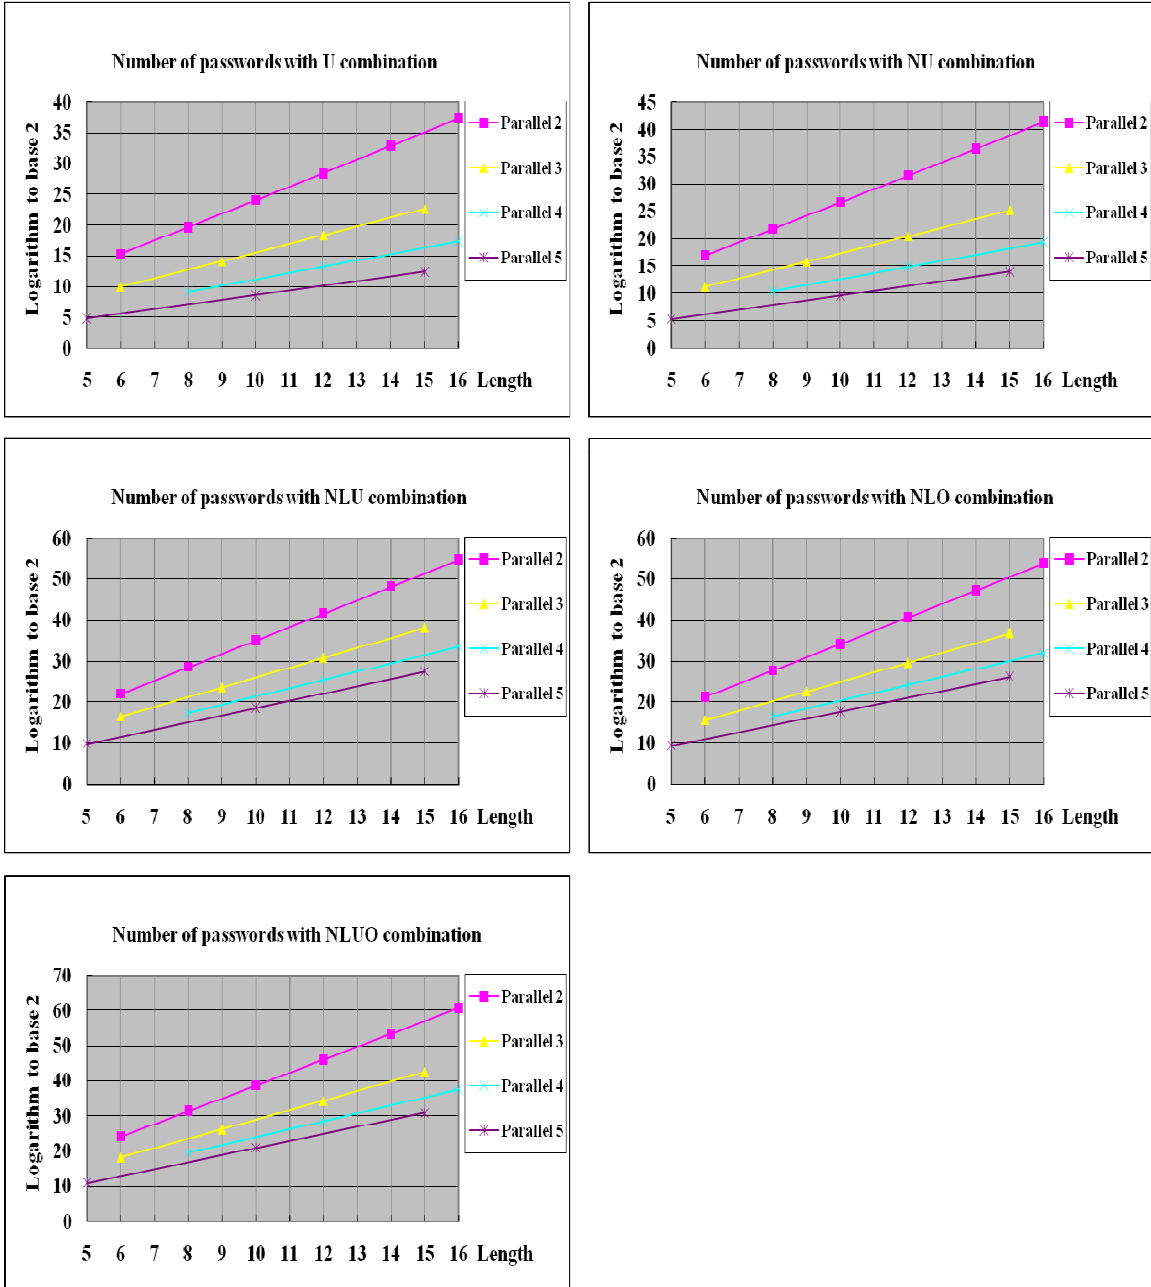 Number of passwords with U combination
Logarithm to base 2
40
35
30
25
20
15
10
5
0
5 6 7 8 9 10 11 12 13 14 15 16 Length
Parallel 2
Parallel 3
Parallel 4
Parallel 5
Number of passwords with NU combination
Logarithm to base 2
45
40
35
30
25
20
15
10
5
0
5 6 7 8 9 10 11 12 13 14 15 16 Length
Parallel 2
Parallel 3
Parallel 4
Parallel 5
Number of passwords with NLU combination
Logarithm to base 2
60
50
40
30
20
10
0
5 6 7 8 9 10 11 12 13 14 15 16 Length
Parallel 2
Parallel 3
Parallel 4
Parallel 5
Number of passwords with NLO combination
Logarithm to base 2
60
50
40
30
20
10
0
5 6 7 8 9 10 11 12 13 14 15 16 Length
Parallel 2
Parallel 3
Parallel 4
Parallel 5
Number of passwords with NLUO combination
Logarithm to base 2
70
60
50
40
30
20
10
0
5 6 7 8 9 10 11 12 13 14 15 16 Length
Parallel 2
Parallel 3
Parallel 4
Parallel 5